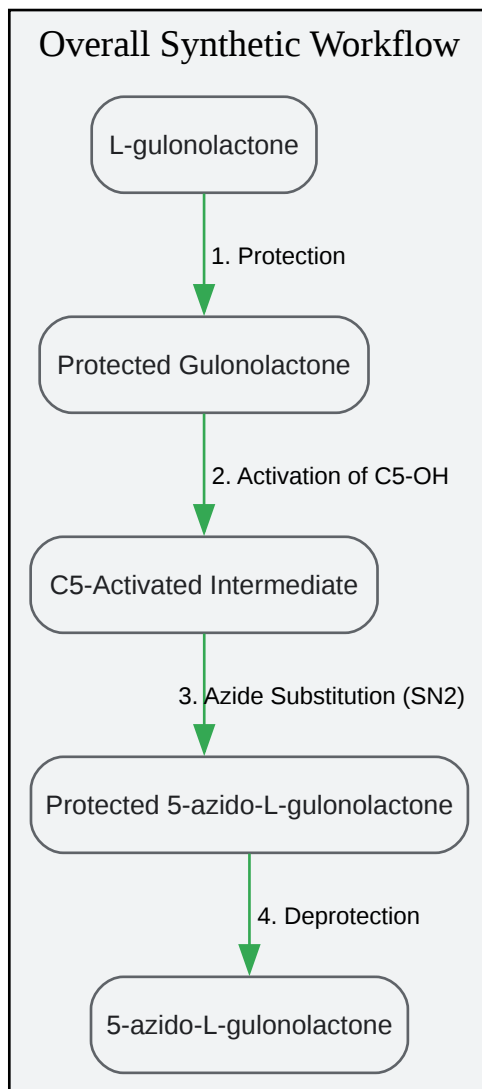 Overall Synthetic Workflow
L-gulonolactone
1. Protection
Protected Gulonolactone
2. Activation of C5-OH
C5-Activated Intermediate
3. Azide Substitution (SN2)
Protected 5-azido-L-gulonolactone
4. Deprotection
5-azido-L-gulonolactone